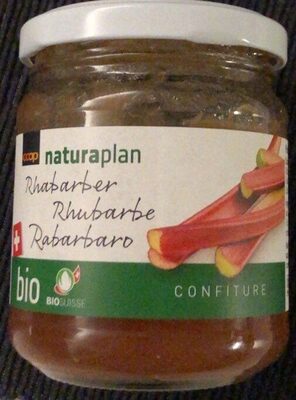 coop naturaplan
Rhabarber
Rhubarbe
Rabarbaro
bio
BIOSUISSE
CONFITURE